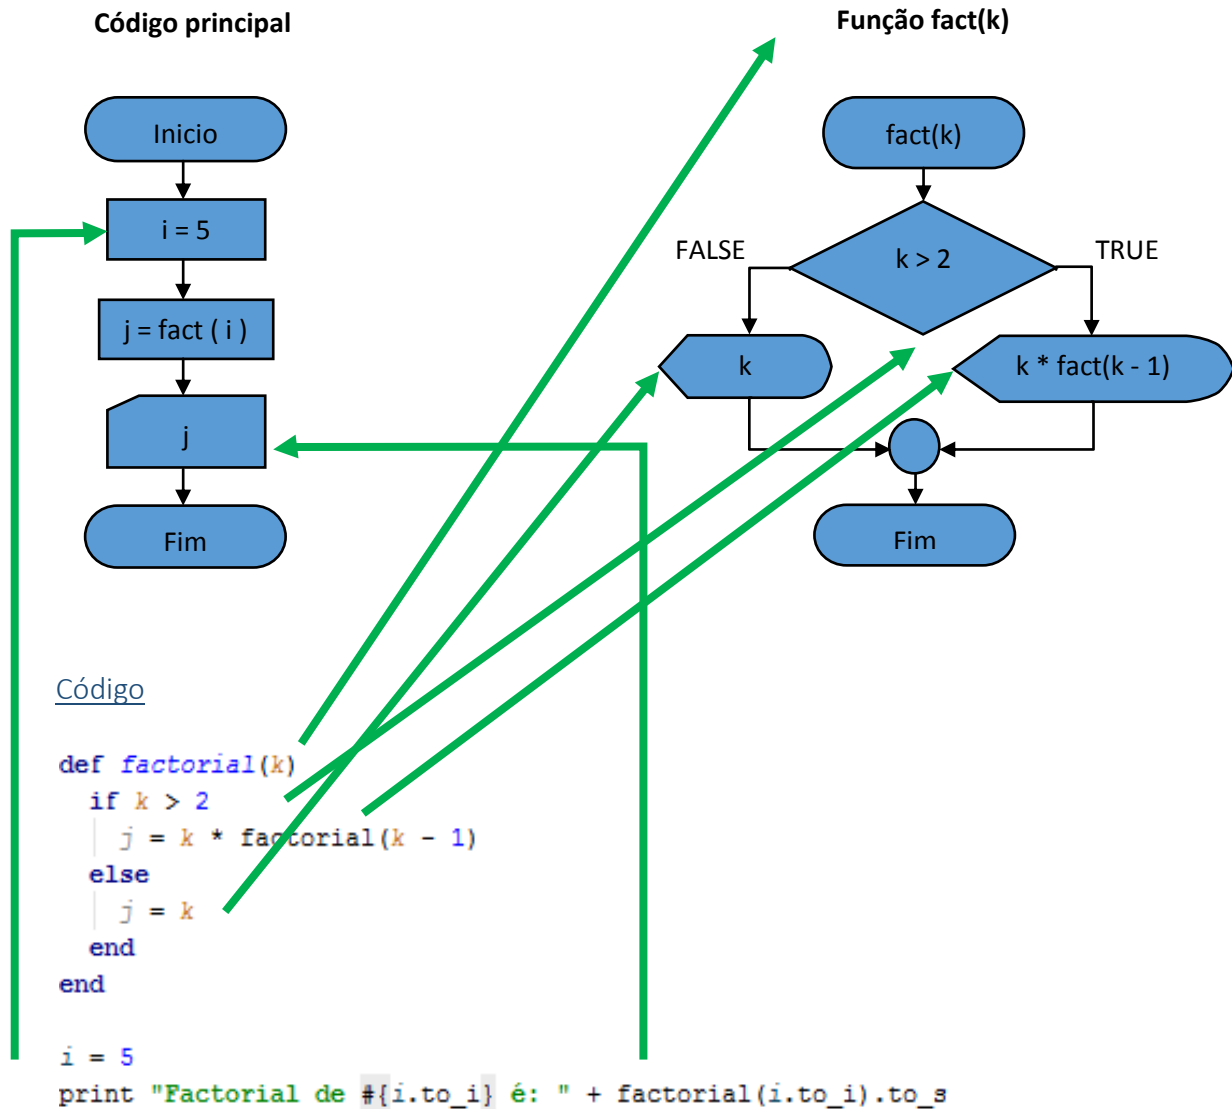 Código principal
Inicio
i = 5
j = fact ( i )
j
Fim
Função fact(k)
fact(k)
k > 2
FALSE
TRUE
k
k * fact(k - 1)
Fim
Código
def factorial(k)
if k > 2
j = k * factorial(k - 1)
else
j = k
end
end
i = 5
print "Factorial de #{i.to_i} é: " + factorial(i.to_i).to_s